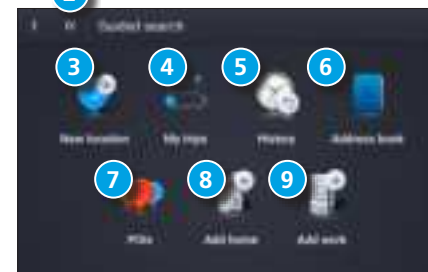 2
Guided search
3 4 5 6
New location My trips History Address book
7 8 9
POIs Add home Add work